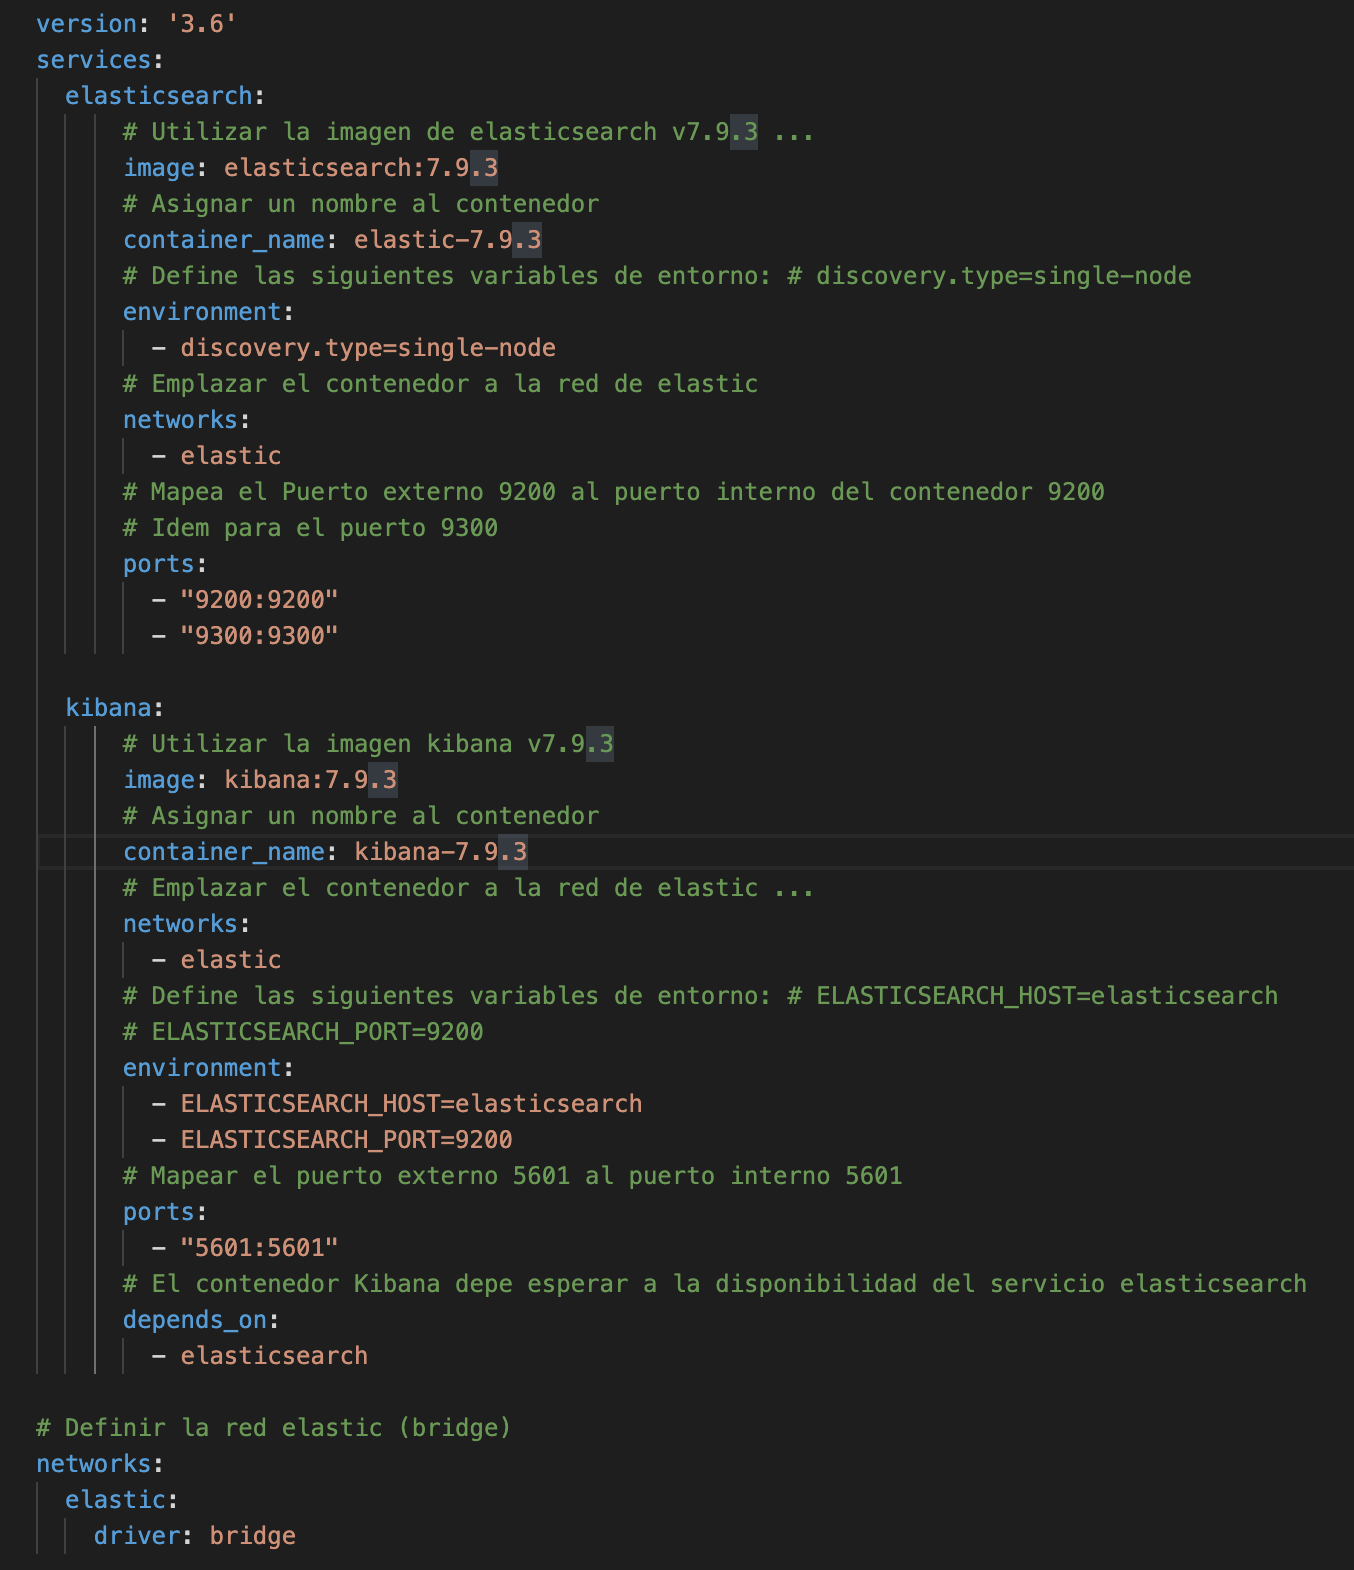 version: '3.6'
services:
  elasticsearch:
      # Utilizar la imagen de elasticsearch v7.9.3 ...
      image: elasticsearch:7.9.3
      # Asignar un nombre al contenedor
      container_name: elastic-7.9.3
      # Define las siguientes variables de entorno: # discovery.type=single-node
      environment:
        - discovery.type=single-node
      # Emplazar el contenedor a la red de elastic
      networks:
        - elastic
      # Mapea el Puerto externo 9200 al puerto interno del contenedor 9200
      # Idem para el puerto 9300
      ports:
        - "9200:9200"
        - "9300:9300"

  kibana:
      # Utilizar la imagen kibana v7.9.3
      image: kibana:7.9.3
      # Asignar un nombre al contenedor
      container_name: kibana-7.9.3
      # Emplazar el contenedor a la red de elastic ...
      networks:
        - elastic
      # Define las siguientes variables de entorno: # ELASTICSEARCH_HOST=elasticsearch
      # ELASTICSEARCH_PORT=9200
      environment:
        - ELASTICSEARCH_HOST=elasticsearch
        - ELASTICSEARCH_PORT=9200
      # Mapear el puerto externo 5601 al puerto interno 5601
      ports:
        - "5601:5601"
      # El contenedor Kibana depe esperar a la disponibilidad del servicio elasticsearch
      depends_on:
        - elasticsearch

# Definir la red elastic (bridge)
networks:
  elastic:
    driver: bridge